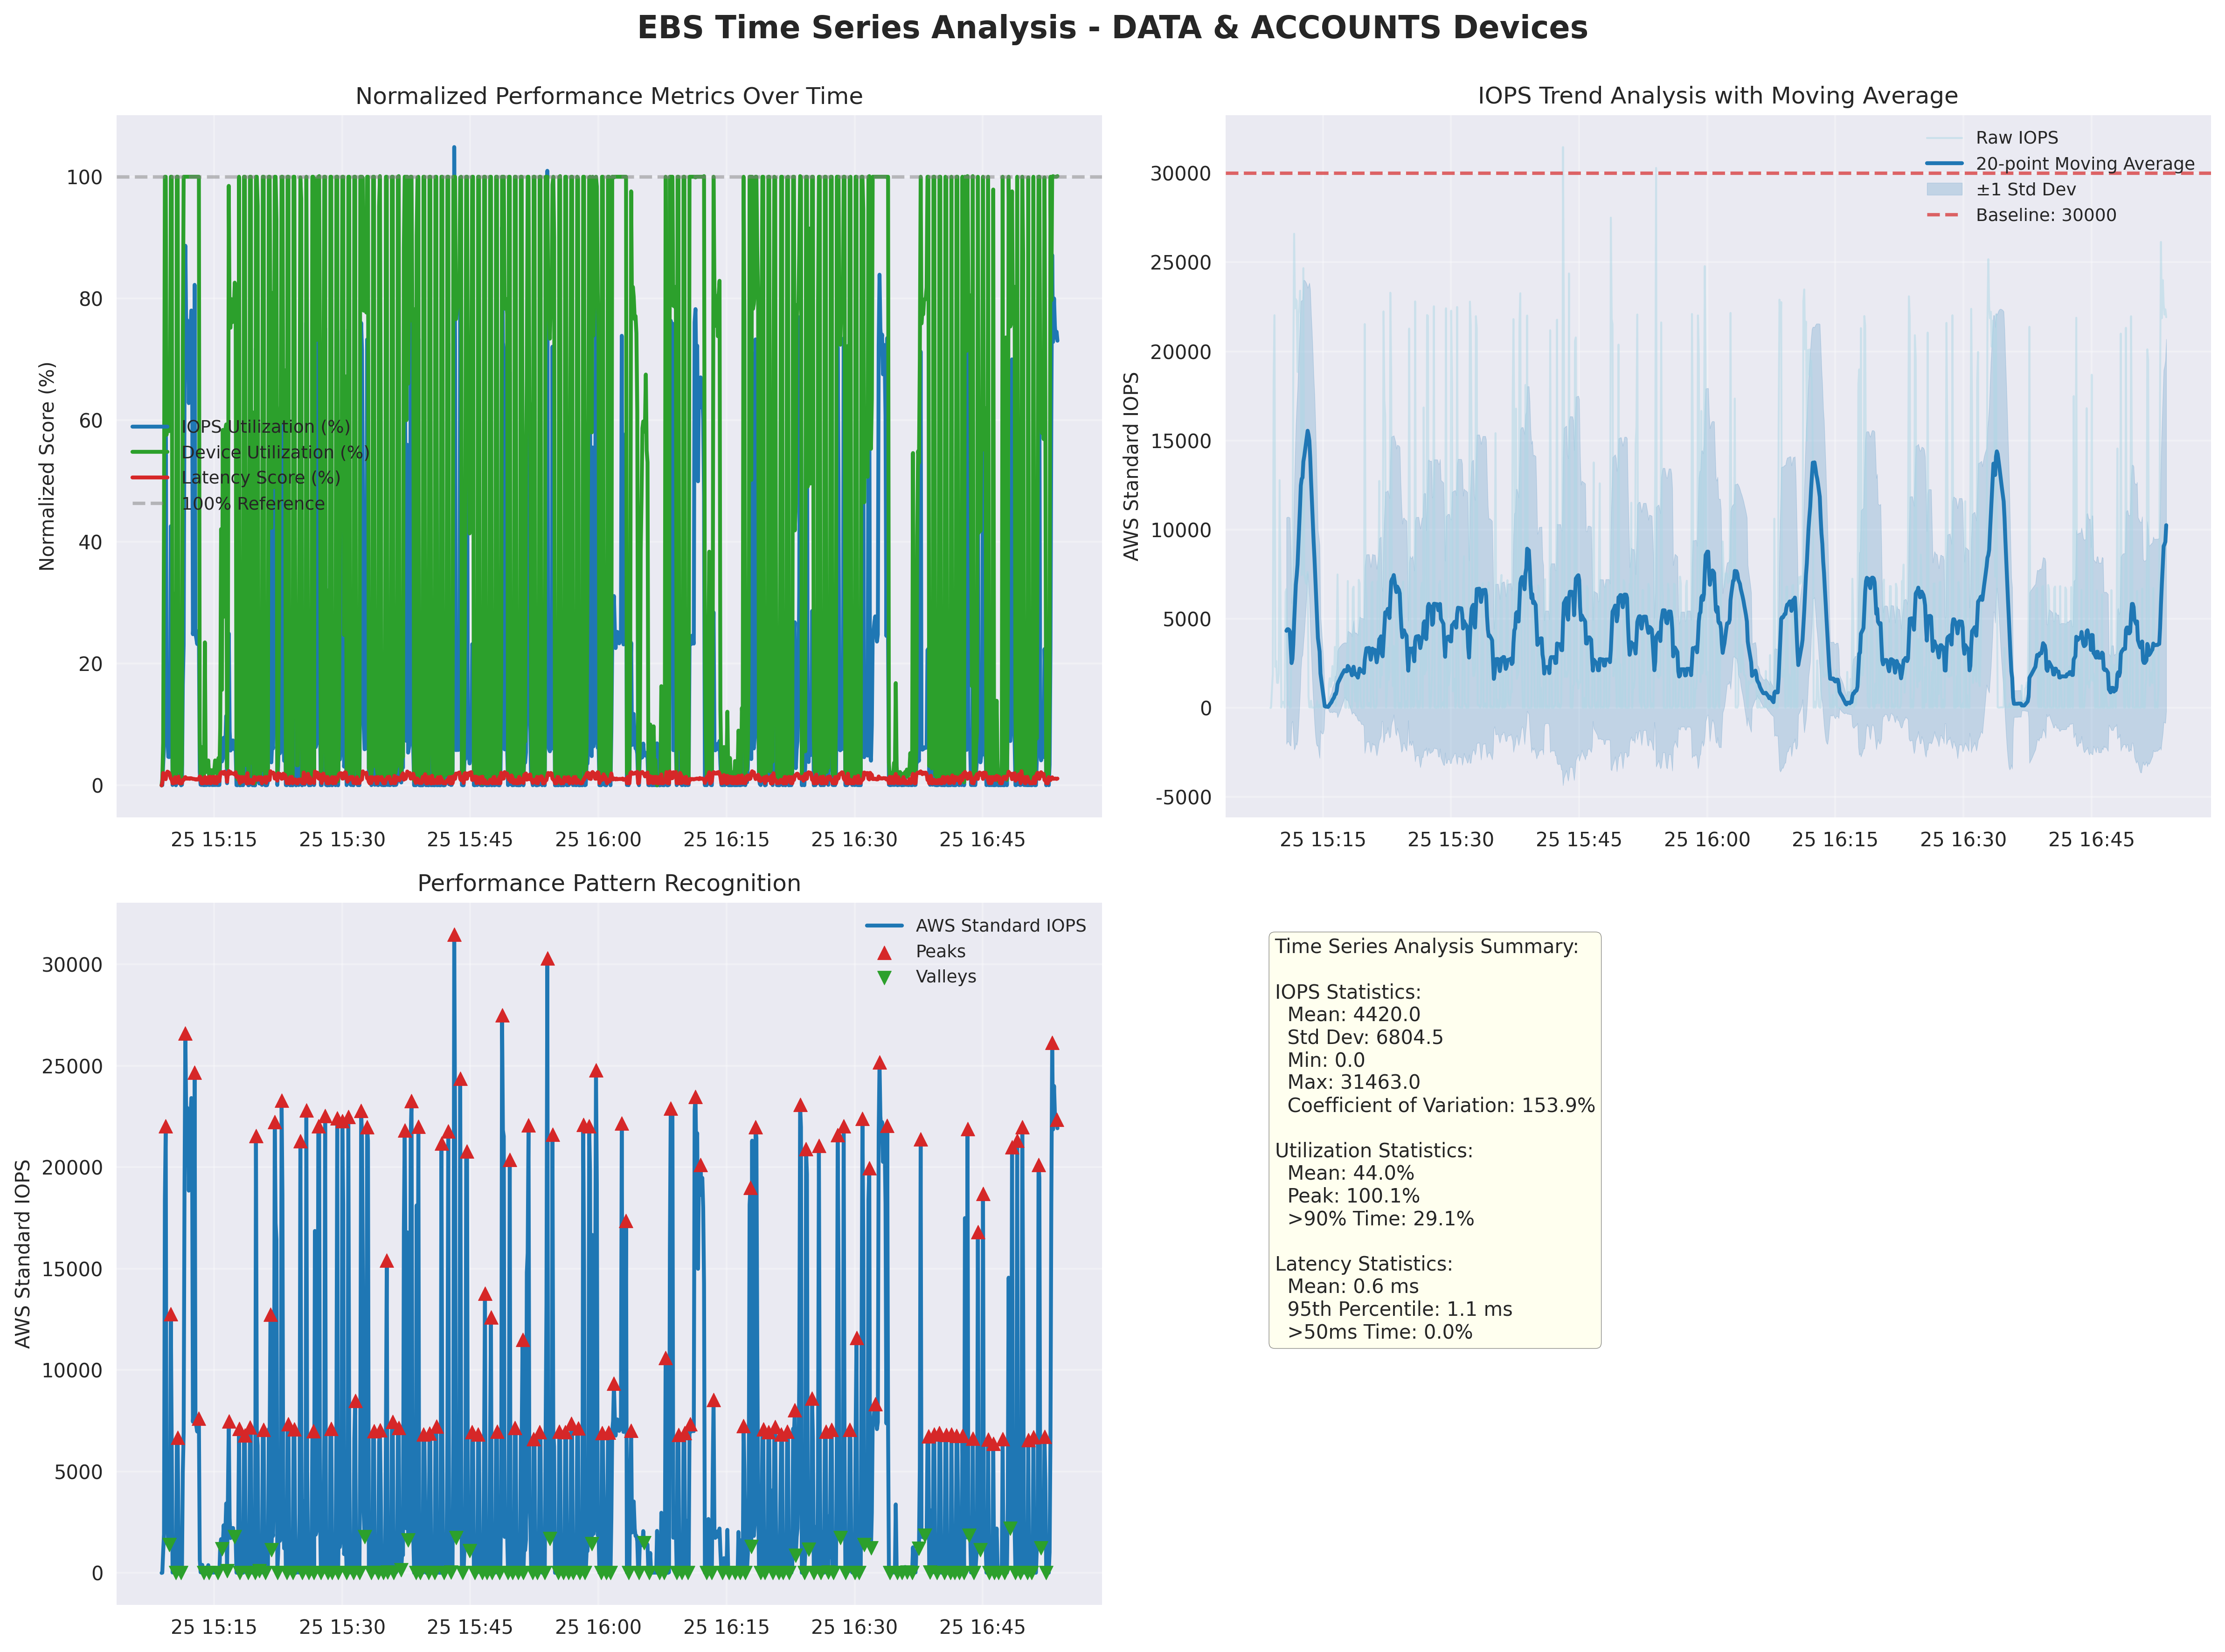 EBS Time Series Analysis - DATA & ACCOUNTS Devices
Normalized Performance Metrics Over Time
Normalized Score (%)
100
80
60
40
20
0
IOPS Utilization (%)
Device Utilization (%)
Latency Score (%)
100% Reference
25 15:15
25 15:30
25 15:45
25 16:00
25 16:15
25 16:30
25 16:45
IOPS Trend Analysis with Moving Average
AWS Standard IOPS
30000
25000
20000
15000
10000
5000
0
-5000
Raw IOPS
20-point Moving Average
±1 Std Dev
Baseline: 30000
25 15:15
25 15:30
25 15:45
25 16:00
25 16:15
25 16:30
25 16:45
Performance Pattern Recognition
AWS Standard IOPS
30000
25000
20000
15000
10000
5000
0
AWS Standard IOPS
Peaks
Valleys
25 15:15
25 15:30
25 15:45
25 16:00
25 16:15
25 16:30
25 16:45
Time Series Analysis Summary:
IOPS Statistics:
Mean: 4420.0
Std Dev: 6804.5
Min: 0.0
Max: 31463.0
Coefficient of Variation: 153.9%
Utilization Statistics:
Mean: 44.0%
Peak: 100.1%
>90% Time: 29.1%
Latency Statistics:
Mean: 0.6 ms
95th Percentile: 1.1 ms
>50ms Time: 0.0%